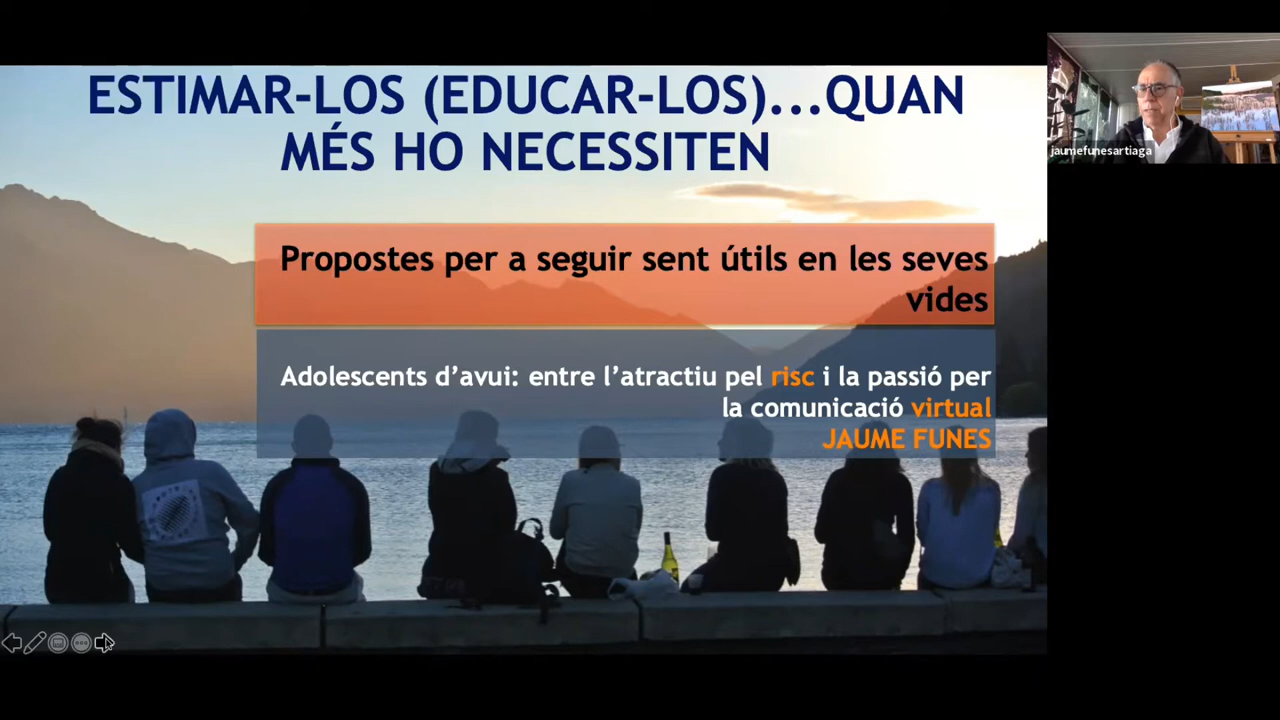 ESTIMAR-LOS (EDUCAR-LOS)...QUAN
MÉS HO NECESSITEN
Propostes per a seguir sent útils en les seves
vides
Adolescents d’avui: entre l’atractiu pel risc i la passió per
la comunicació virtual
JAUME FUNES
jaumefunesartiaga